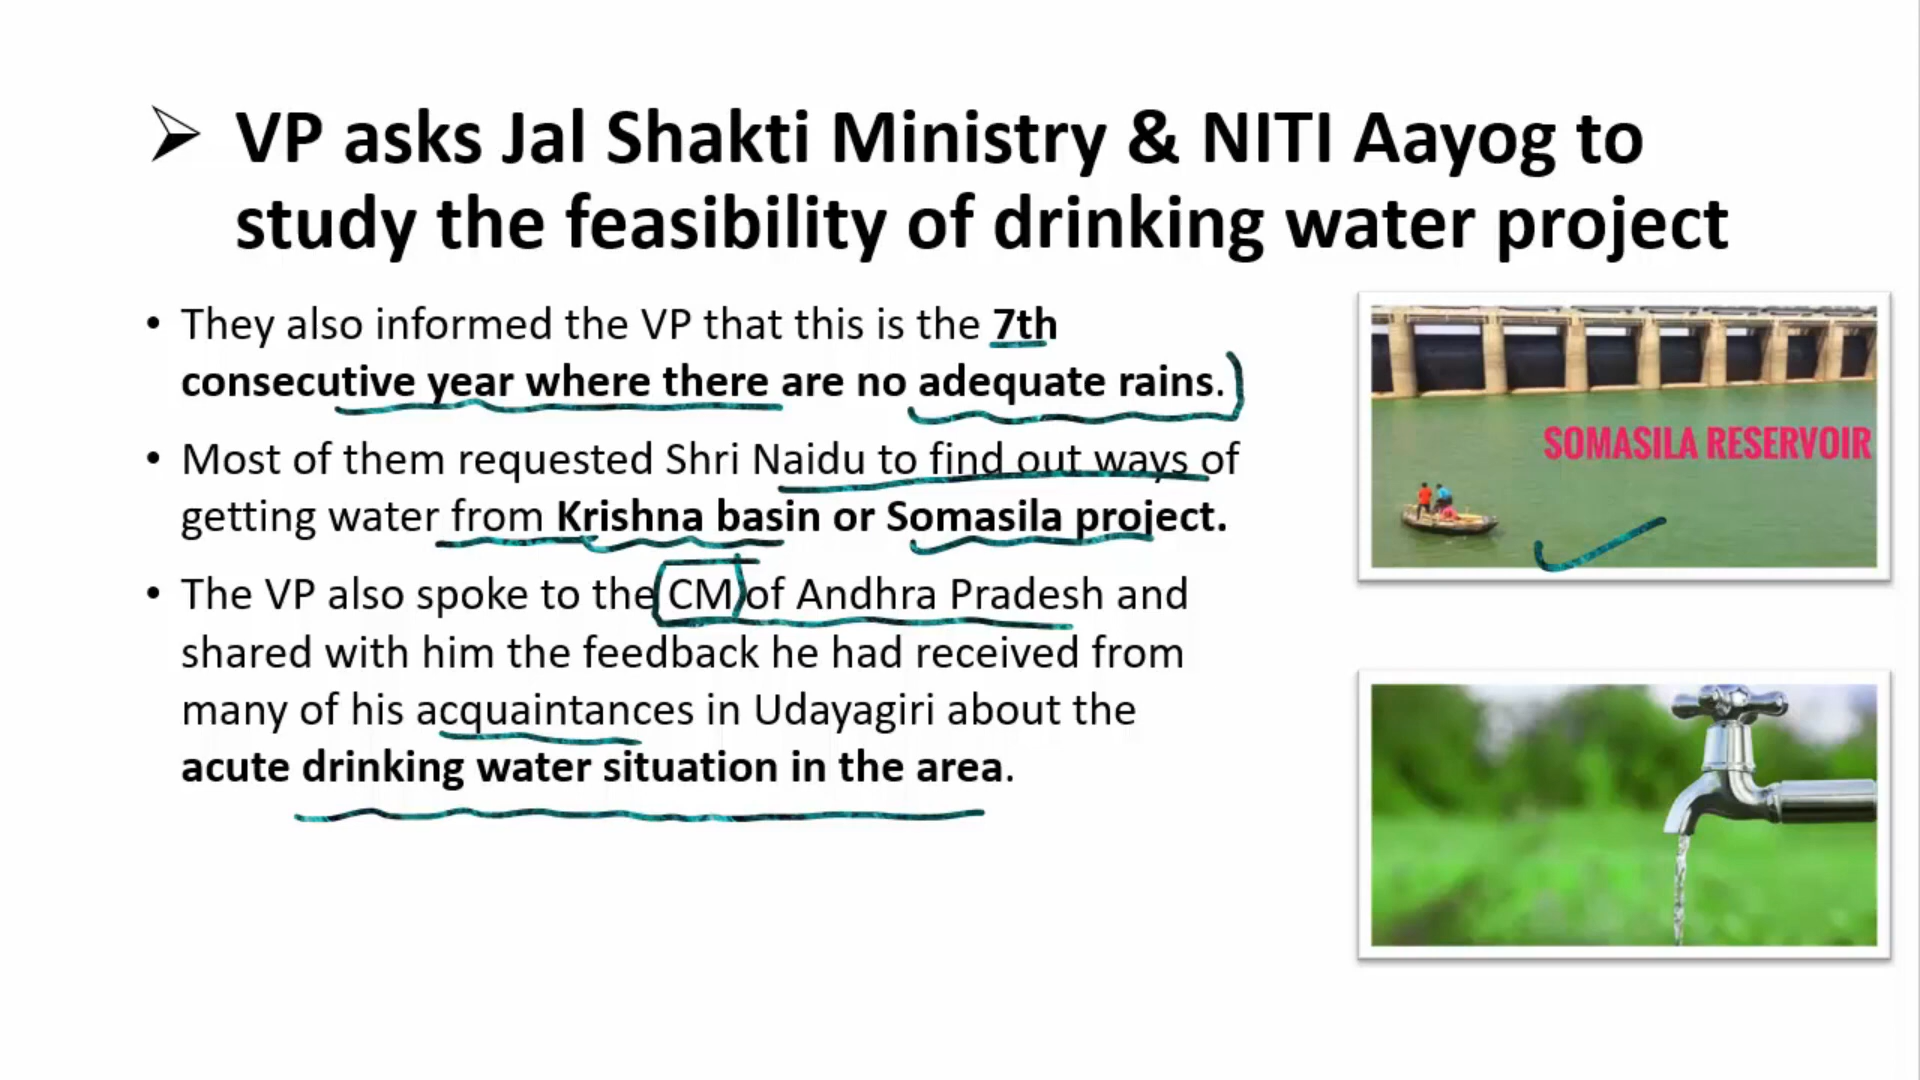 VP asks Jal Shakti Ministry & NITI Aayog to
study the feasibility of drinking water project
• They also informed the VP that this is the 7th
consecutive year where there are no adequate rains.
• Most of them requested Shri Naidu to find out ways of
getting water from Krishna basin or Somasila project.
• The VP also spoke to the CM of Andhra Pradesh and
shared with him the feedback he had received from
many of his acquaintances in Udayagiri about the
acute drinking water situation in the area.
SOMASILA RESERVOIR